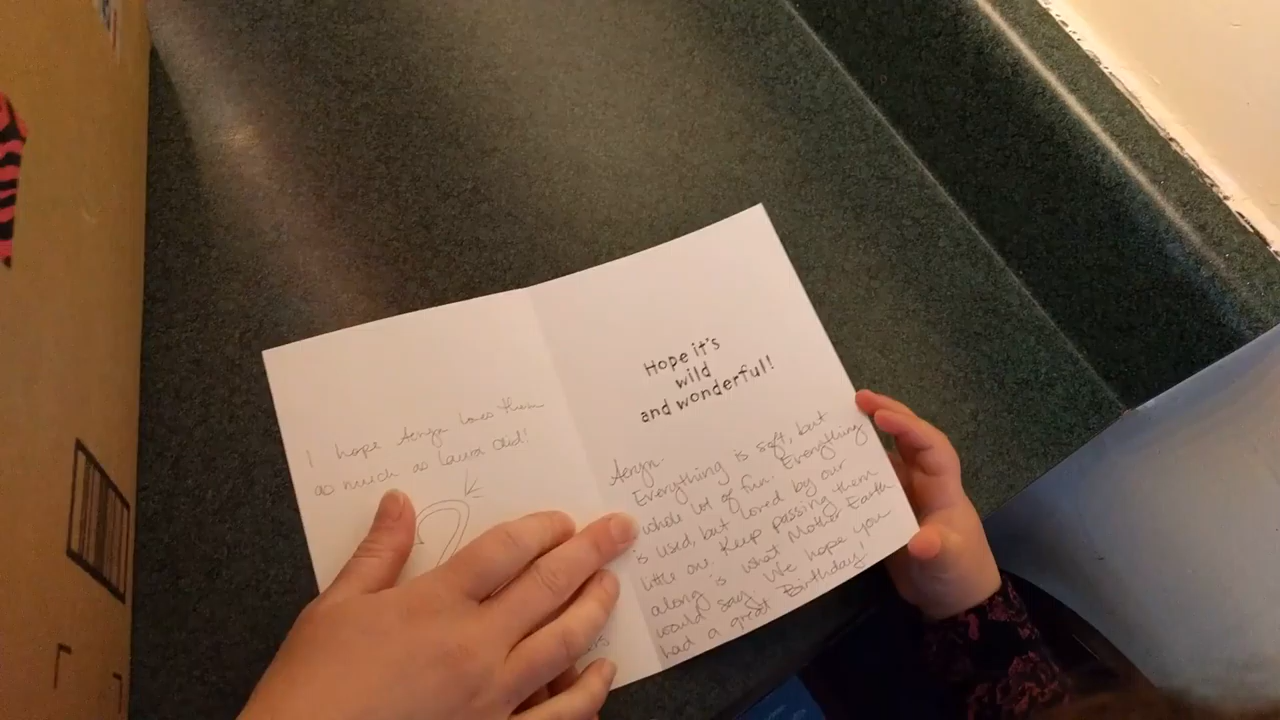 I hope Aeryn loves them
as much as Laura did!
Hope it's
wild
and wonderful!
Aeryn.
Everything is soft, but
whole lot of fun. Everything
is used, but loved by our
little one. Keep passing them
along is what Mother Earth
would say. We hope you
had a great Birthday!